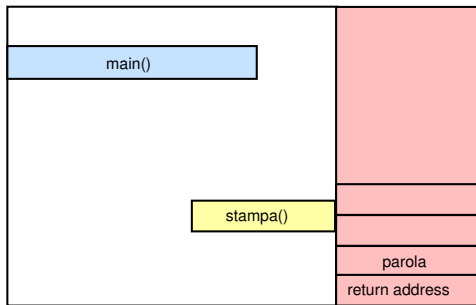 main()
stampa()
parola
return address